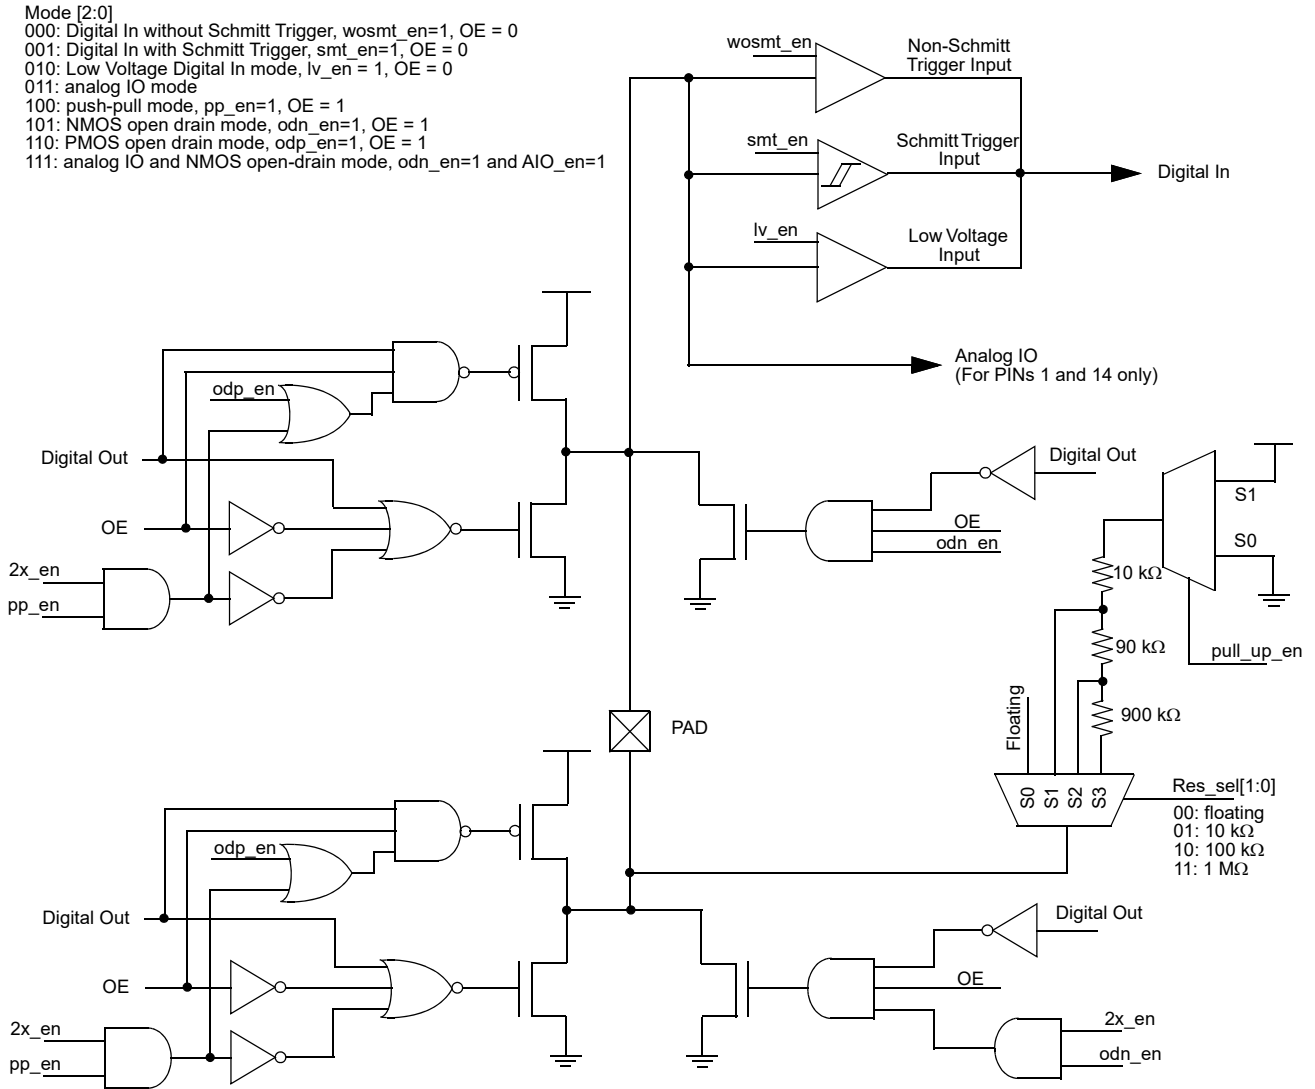 Mode [2:0]
000: Digital In without Schmitt Trigger, wosmt_en=1, OE = 0
001: Digital In with Schmitt Trigger, smt_en=1, OE = 0
010: Low Voltage Digital In mode, lv_en = 1, OE = 0
011: analog IO mode
100: push-pull mode, pp_en=1, OE = 1
101: NMOS open drain mode, odn_en=1, OE = 1
110: PMOS open drain mode, odp_en=1, OE = 1
111: analog IO and NMOS open-drain mode, odn_en=1 and AIO_en=1
wosmt_en
Non-Schmitt
Trigger Input
smt_en
Schmitt Trigger
Input
Digital In
lv_en
Low Voltage
Input
Analog IO
(For PINs 1 and 14 only)
odp_en
Digital Out
OE
2x_en
pp_en
Digital Out
OE
odn_en
S1
S0
10 kΩ
90 kΩ
900 kΩ
pull_up_en
Floating
PAD
S0
S1
S2
S3
Res_sel[1:0]
00: floating
01: 10 kΩ
10: 100 kΩ
11: 1 MΩ
odp_en
Digital Out
OE
2x_en
pp_en
Digital Out
OE
2x_en
odn_en